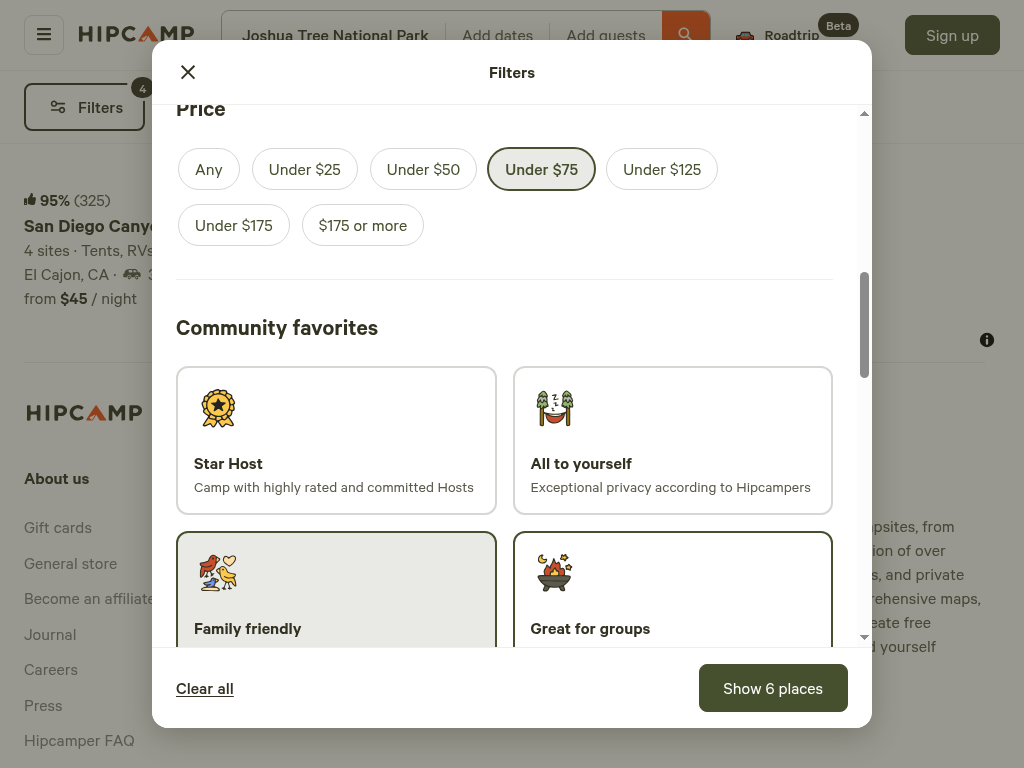 HIPCAMP
Joshua Tree National Park
Add dates
Add guests
Roadtrip
Beta
Sign up
Filters
4
Filters
Price
Any
Under $25
Under $50
Under $75
Under $125
Under $175
$175 or more
95% (325)
San Diego Canyo
4 sites · Tents, RVs
El Cajon, CA ·
from $45 / night
Community favorites
Star Host
Camp with highly rated and committed Hosts
All to yourself
Exceptional privacy according to Hipcampers
Family friendly
Great for groups
Clear all
Show 6 places
HIPCAMP
About us
Gift cards
General store
Become an affiliate
Journal
Careers
Press
Hipcamper FAQ
from
ion of over
s, and private
maps,
free
yourself